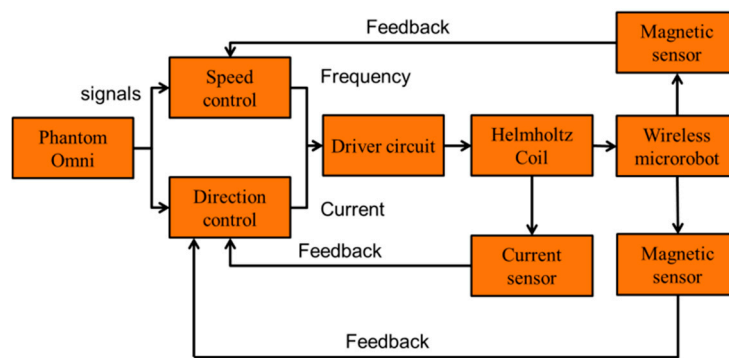 Feedback
Magnetic
sensor
Speed
control
Frequency
signals
Phantom
Omni
Driver circuit
Helmholtz
Coil
Wireless
microrobot
Direction
control
Current
Feedback
Current
sensor
Magnetic
sensor
Feedback